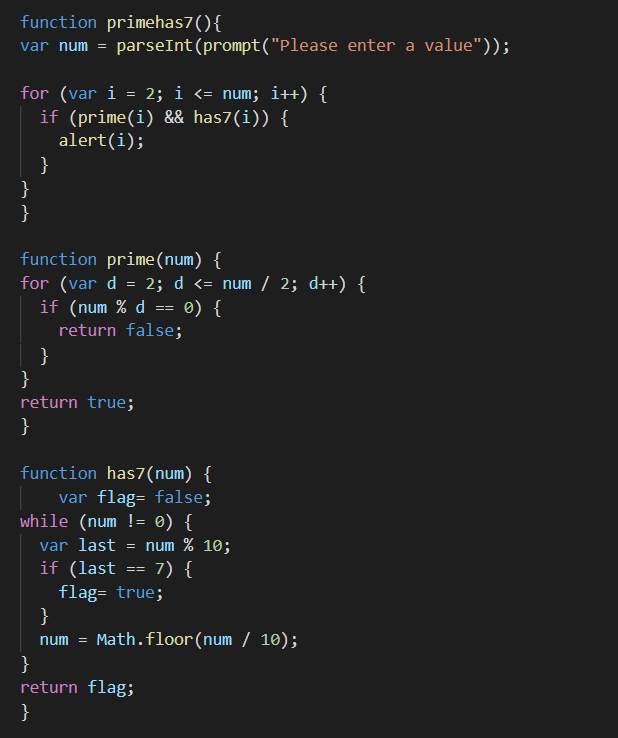 function primehas7(){
var num = parseInt(prompt("Please enter a value"));
for (var i = 2; i <= num; i++) {
  if (prime(i) && has7(i)) {
    alert(i);
  }
}
}
function prime(num) {
for (var d = 2; d <= num / 2; d++) {
  if (num % d == 0) {
    return false;
  }
}
return true;
}
function has7(num) {
    var flag= false;
while (num != 0) {
  var last = num % 10;
  if (last == 7) {
    flag= true;
  }
  num = Math.floor(num / 10);
}
return flag;
}